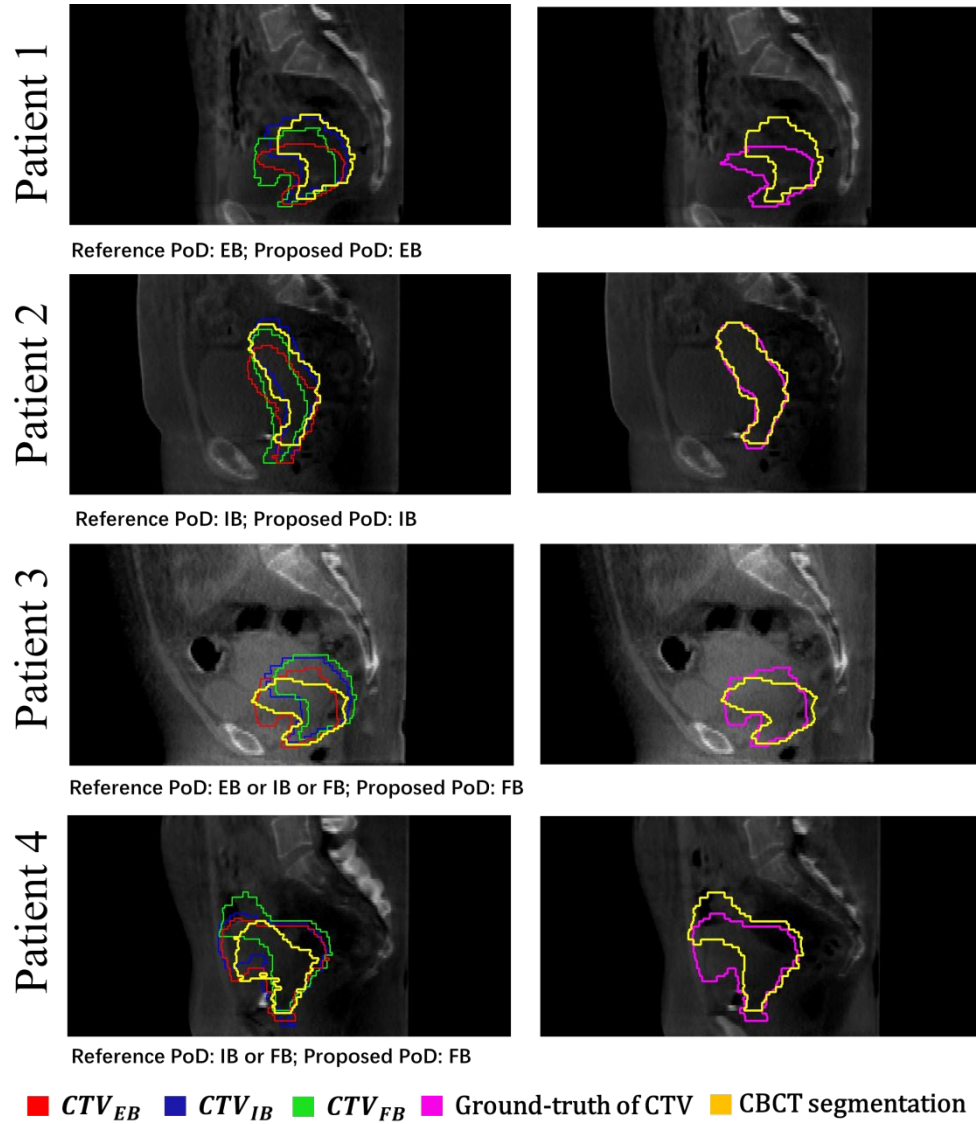 Patient 1
Reference PoD: EB; Proposed PoD: EB
Patient 2
Reference PoD: IB; Proposed PoD: IB
Patient 3
Reference PoD: EB or IB or FB; Proposed PoD: FB
Patient 4
Reference PoD: IB or FB; Proposed PoD: FB
CTV_EB CTV_IB CTV_FB Ground-truth of CTV CBCT segmentation